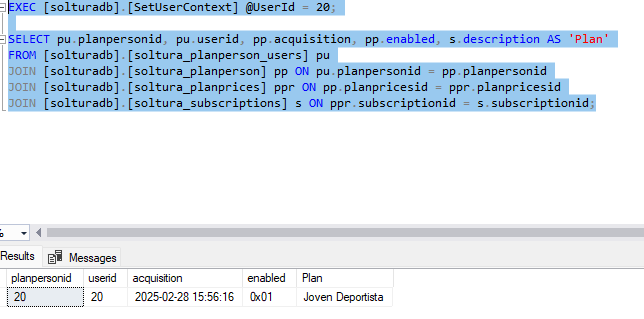 EXEC [solturadb].[SetUserContext] @UserId = 20;
SELECT pu.planpersonid, pu.userid, pp.acquisition, pp.enabled, s.description AS 'Plan'
FROM [solturadb].[soltura_planperson_users] pu
JOIN [solturadb].[soltura_planperson] pp ON pu.planpersonid = pp.planpersonid
JOIN [solturadb].[soltura_planprices] ppr ON pp.planpricesid = ppr.planpricesid
JOIN [solturadb].[soltura_subscriptions] s ON ppr.subscriptionid = s.subscriptionid;
%
Results Messages
planpersonid userid acquisition enabled Plan
20 20 2025-02-28 15:56:16 0x01 Joven Deportista